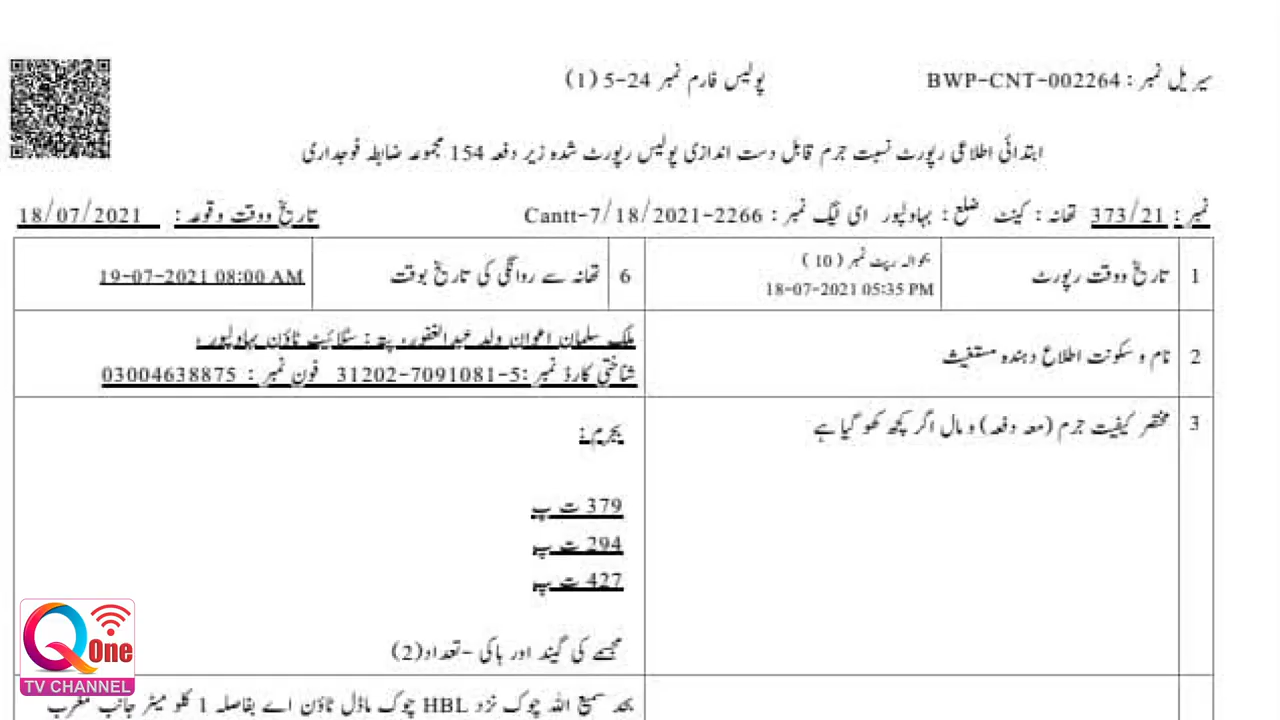 سیریل نمبر : BWP-CNT-002264
پولیس فارم نمبر 24-5 (1)
ابتدائی اطلاعی رپورٹ نسبت جرم قابل دست اندازی پولیس رپورٹ شدہ زیر دفعہ 154 مجموعہ ضابطہ فوجداری
نمبر : 373/21 تھانہ : کینٹ ضلع : بہاولپور ای ٹیگ نمبر : Cantt-7/18/2021-2266 تاریخ ووقت وقوعہ : 18/07/2021
1 تاریخ ووقت رپورٹ
بحوالہ رپٹ نمبر (10)
18-07-2021 05:35 PM
6 تھانہ سے روانگی کی تاریخ بوقت
19-07-2021 08:00 AM
2 نام و سکونت اطلاع دہندہ مستغیث
ملک سلمان اعوان ولد عبدالغفور، پتہ : سٹلائیٹ ٹاؤن بہاولپور ،
شناختی کارڈ نمبر :31202-7091081-5 فون نمبر : 03004638875
3 مختصر کیفیت جرم (معہ دفعہ) و مال اگر کچھ کھو گیا ہے
بجرم :
379 ت پ
294 ت پ
427 ت پ
مجسمے کی گیند اور ہاکی -تعداد(2)
بحد سمیع اللہ چوک نزد HBL چوک ماڈل ٹاؤن اے بفاصلہ 1 کلو میٹر جانب مغرب
Q One
TV CHANNEL